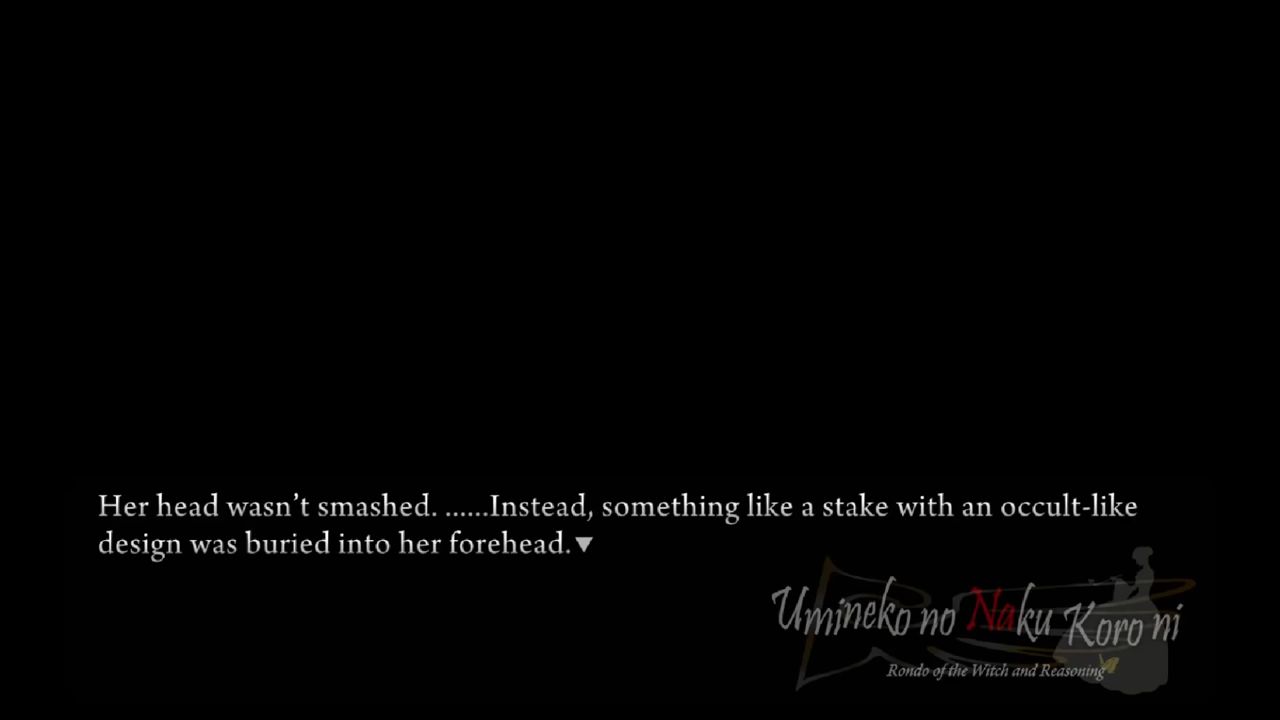 Her head wasn't smashed. ......Instead, something like a stake with an occult-like
design was buried into her forehead.▼
Umineko no Naku Koro ni
Rondo of the Witch and Reasoning